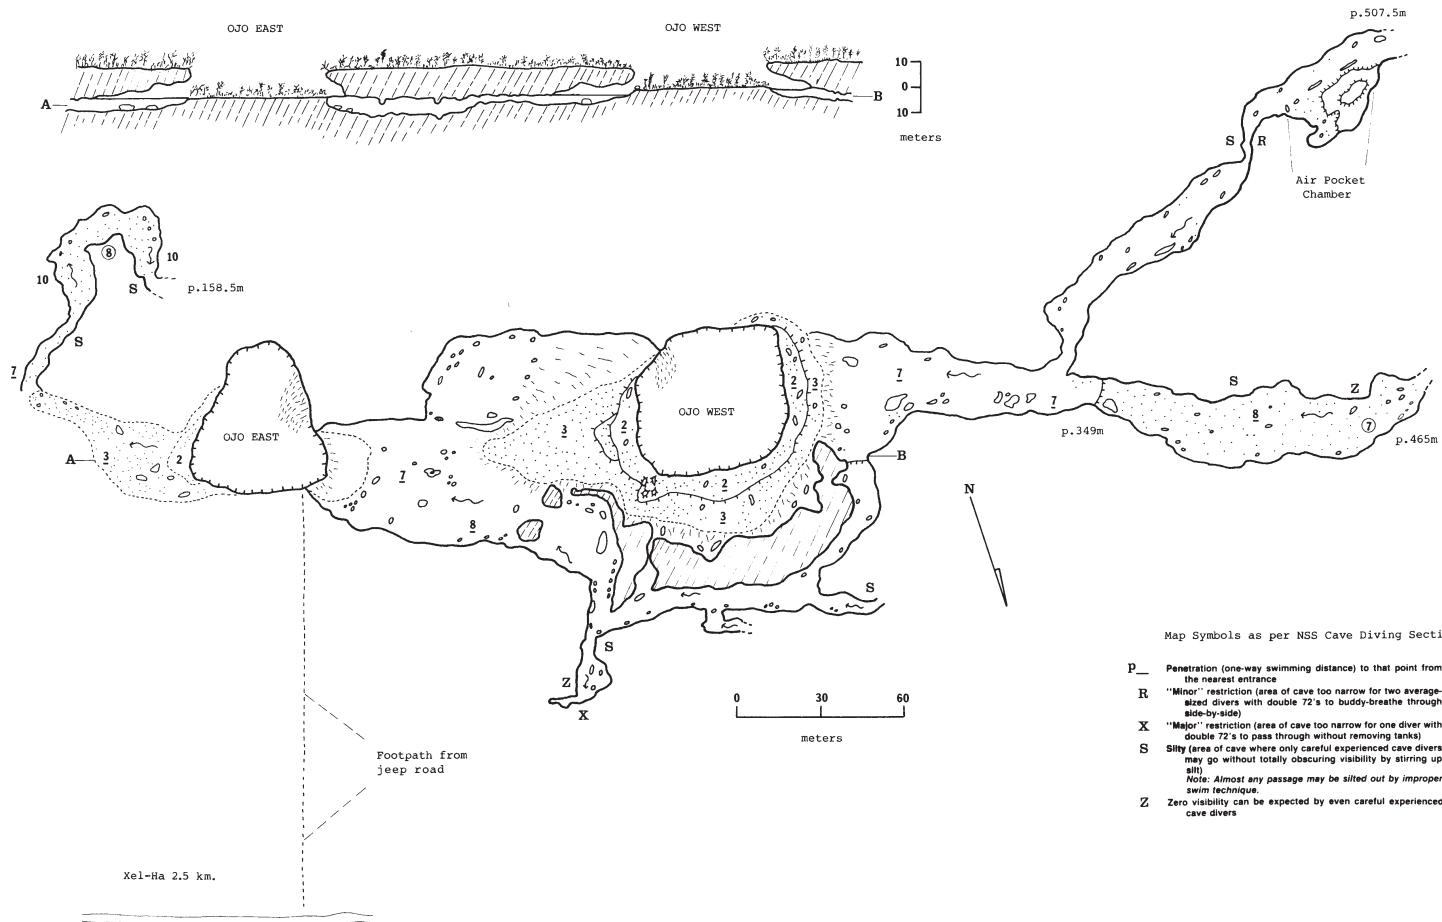 OJO EAST
OJO WEST
p.507.5m
10
0
10
meters
A
B
S
R
Air Pocket
Chamber
8
10
10
S
p.158.5m
S
7
OJO EAST
A
3
2
7
8
3
2
OJO WEST
2
3
2
3
7
7
B
p.349m
S
Z
8
7
p.465m
N
S
S
Z
X
0 30 60
meters
Footpath from
jeep road
Xel-Ha 2.5 km.
Map Symbols as per NSS Cave Diving Secti
p__ Penetration (one-way swimming distance) to that point from
the nearest entrance
R "Minor" restriction (area of cave too narrow for two average-
sized divers with double 72's to buddy-breathe through
side-by-side)
X "Major" restriction (area of cave too narrow for one diver with
double 72's to pass through without removing tanks)
S Silty (area of cave where only careful experienced cave divers
may go without totally obscuring visibility by stirring up
silt)
Note: Almost any passage may be silted out by improper
swim technique.
Z Zero visibility can be expected by even careful experienced
cave divers